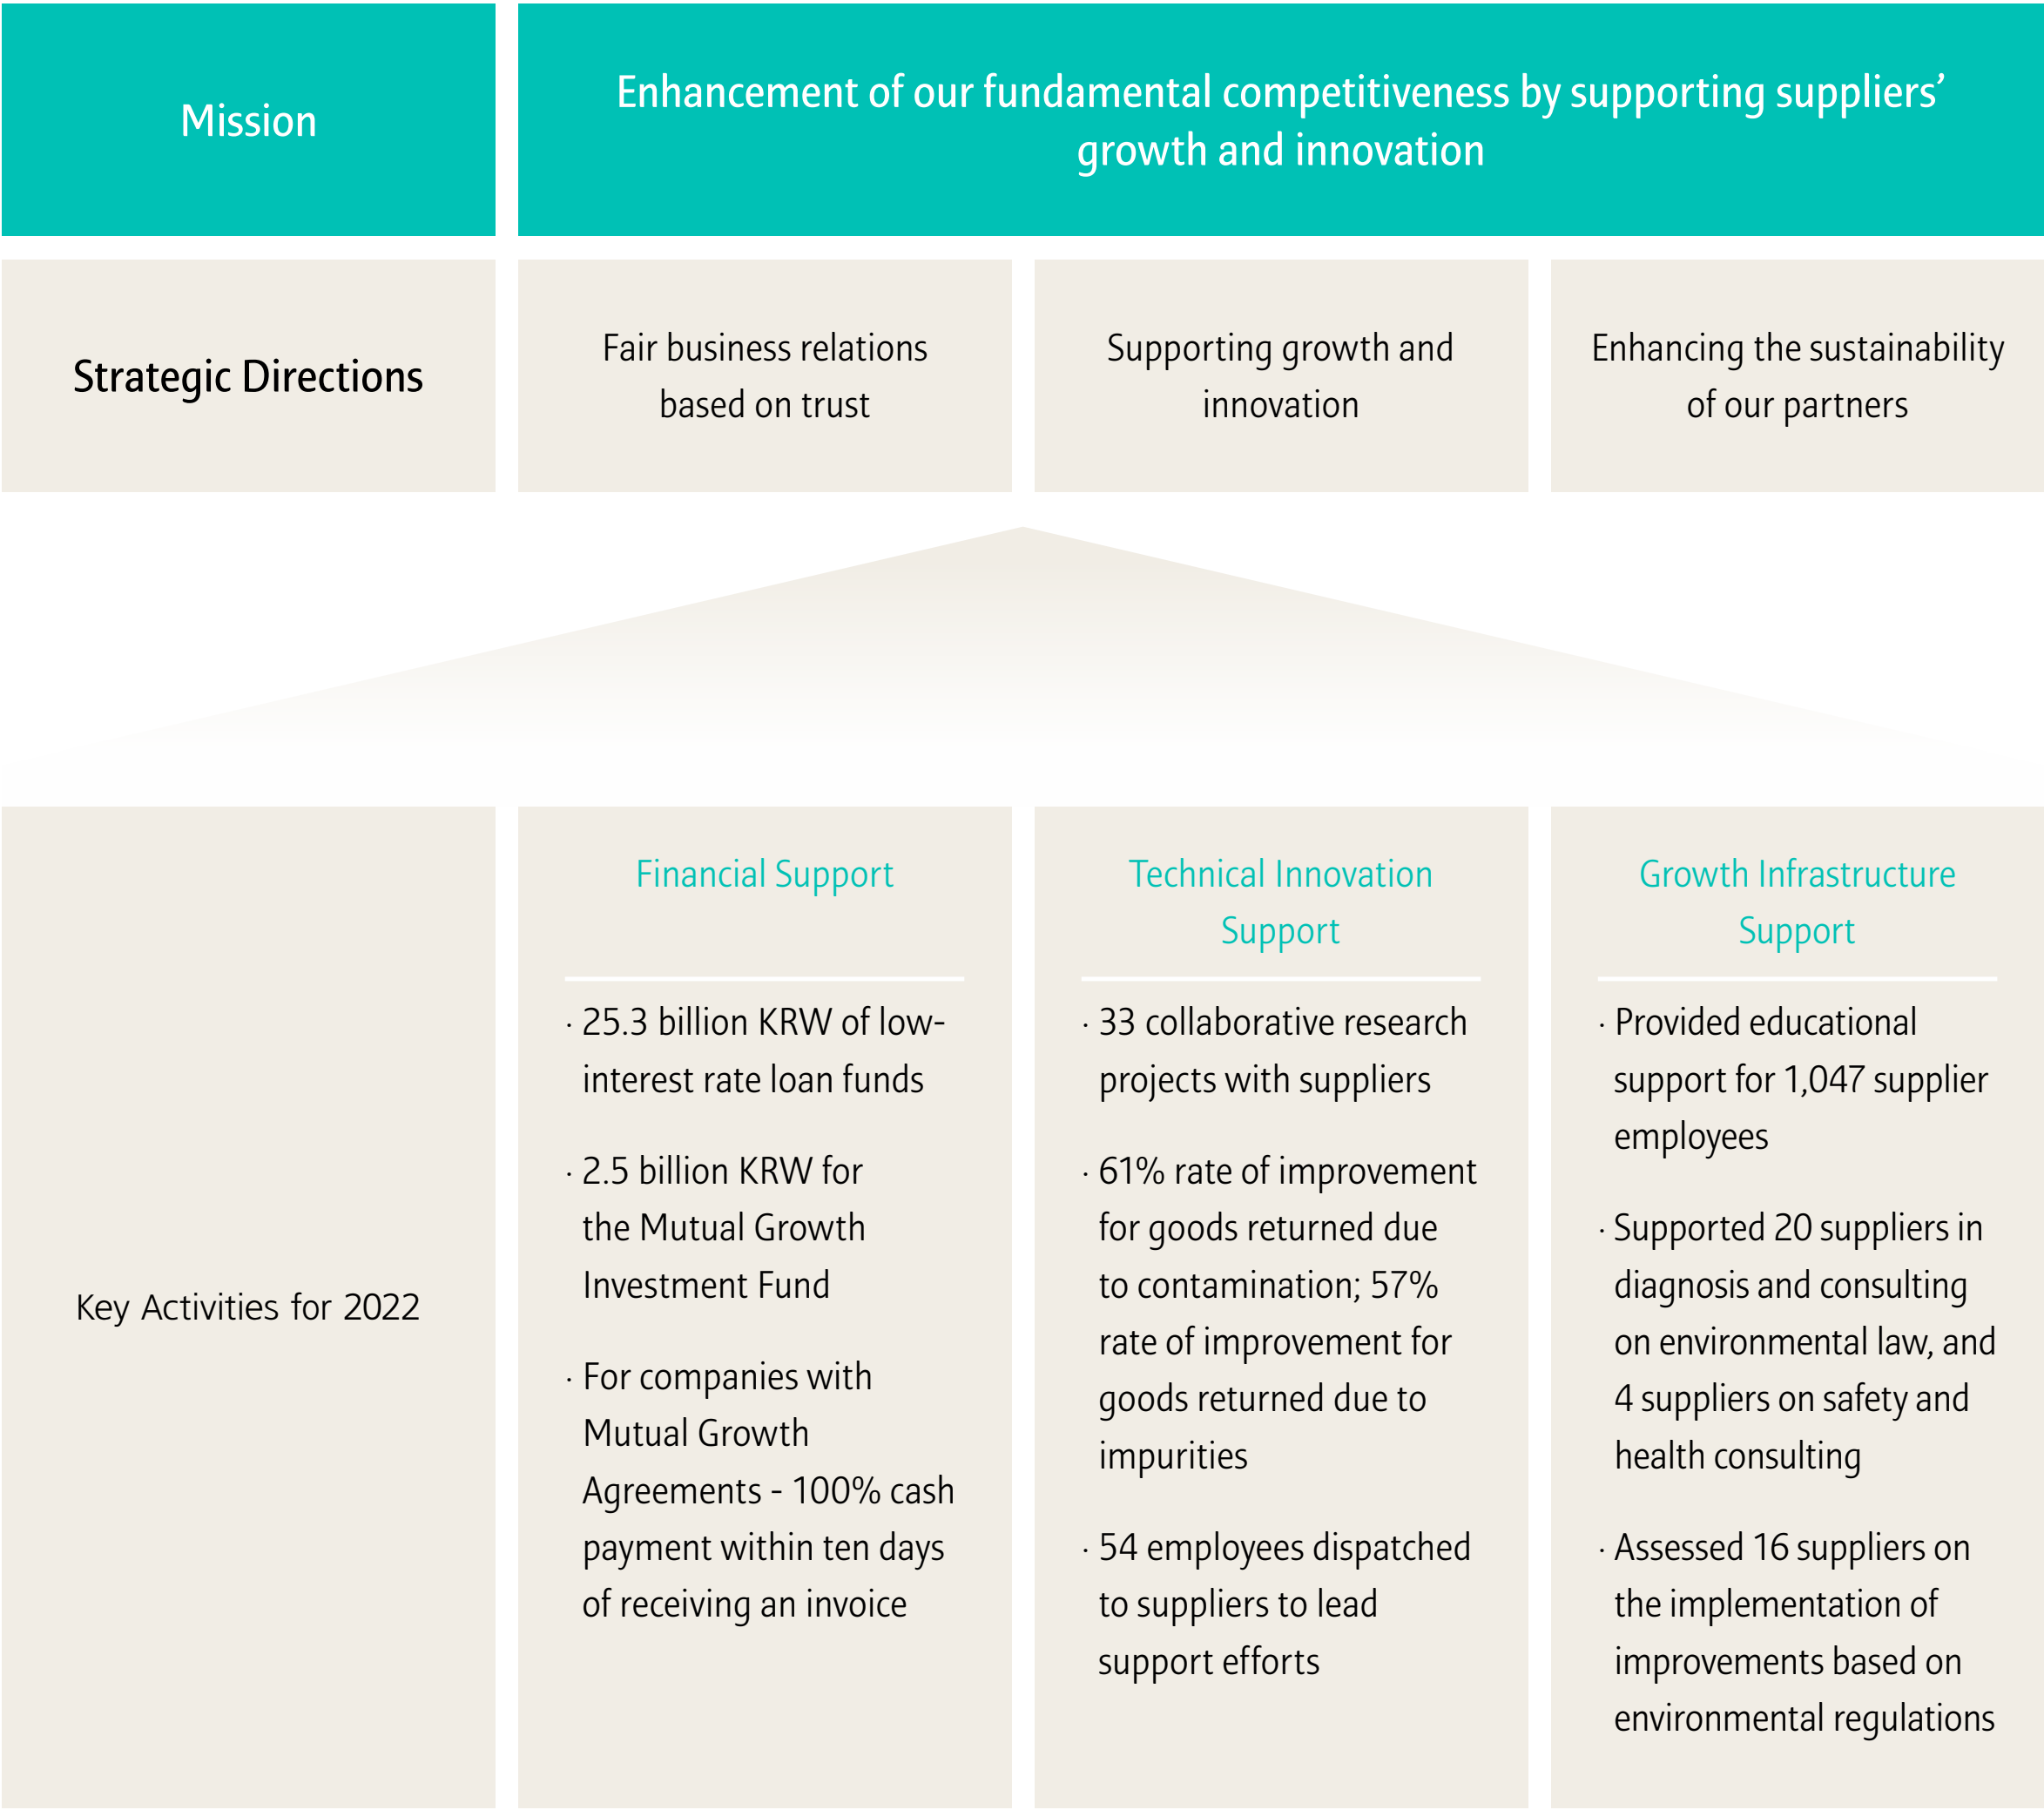 Mission
Enhancement of our fundamental competitiveness by supporting suppliers’
growth and innovation
Strategic Directions
Fair business relations
based on trust
Supporting growth and
innovation
Enhancing the sustainability
of our partners
Key Activities for 2022
Financial Support
· 25.3 billion KRW of low-
interest rate loan funds
· 2.5 billion KRW for
the Mutual Growth
Investment Fund
· For companies with
Mutual Growth
Agreements - 100% cash
payment within ten days
of receiving an invoice
Technical Innovation
Support
· 33 collaborative research
projects with suppliers
· 61% rate of improvement
for goods returned due
to contamination; 57%
rate of improvement for
goods returned due to
impurities
· 54 employees dispatched
to suppliers to lead
support efforts
Growth Infrastructure
Support
· Provided educational
support for 1,047 supplier
employees
· Supported 20 suppliers in
diagnosis and consulting
on environmental law, and
4 suppliers on safety and
health consulting
· Assessed 16 suppliers on
the implementation of
improvements based on
environmental regulations